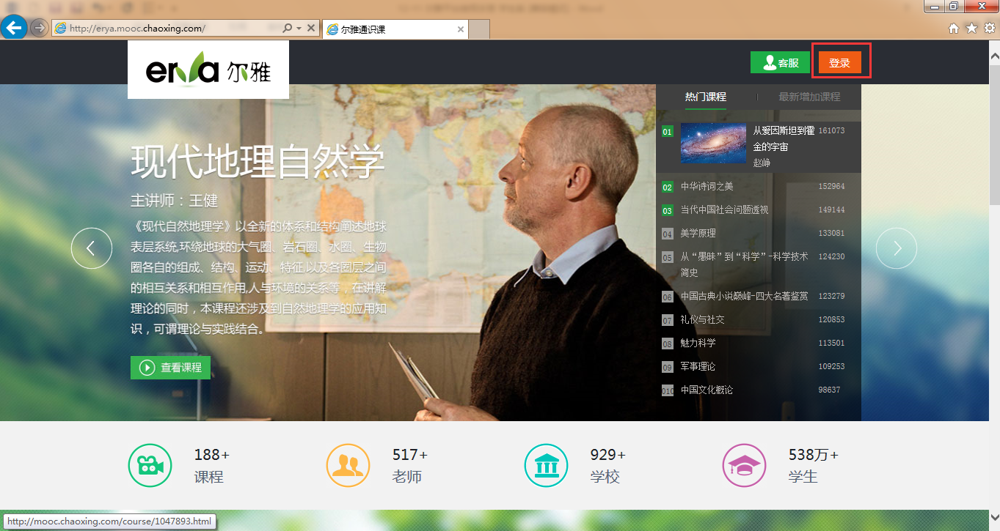 http://erya.mooc.chaoxing.com/
尔雅通识课
erya 尔雅
客服
登录
热门课程
最新增加课程
现代地理自然学
主讲师：王健
《现代自然地理学》以全新的体系和结构阐述地球
表层系统,环绕地球的大气圈、岩石圈、水圈、生物
圈各自的组成、结构、运动、特征,以及各圈层之间
的相互关系和相互作用,人与环境的关系等，在讲解
理论的同时，本课程还涉及到自然地理学的应用知
识，可谓理论与实践结合。
查看课程
01 从爱因斯坦到霍 161073
金的宇宙
赵峥
02 中华诗词之美 152964
03 当代中国社会问题透视 149144
04 美学原理 133081
05 从“愚昧”到“科学”-科学技术 124230
简史
06 中国古典小说巅峰-四大名著鉴赏 123279
07 礼仪与社交 120853
08 魅力科学 113501
09 军事理论 109253
010 中国文化概论 98637
188+
课程
517+
老师
929+
学校
538万+
学生
http://mooc.chaoxing.com/course/1047893.html